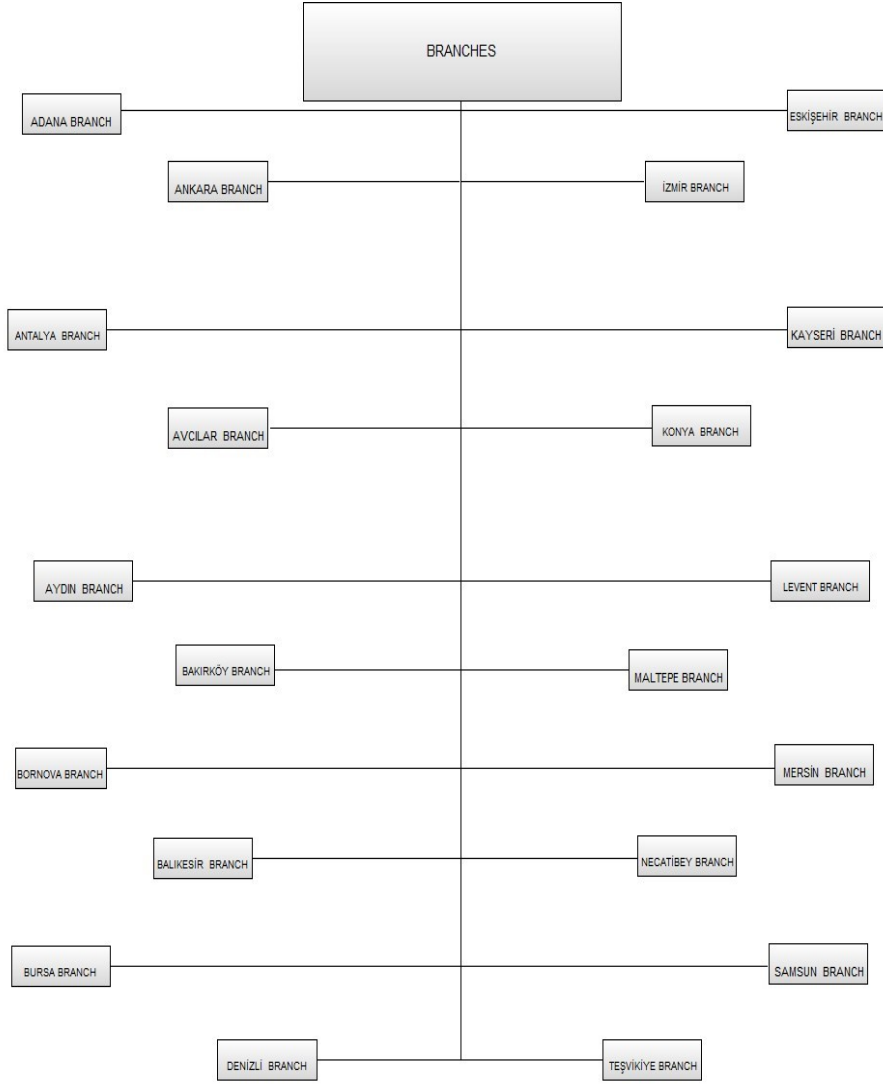 BRANCHES
ADANA BRANCH
ESKİŞEHİR BRANCH
ANKARA BRANCH
İZMİR BRANCH
ANTALYA BRANCH
KAYSERİ BRANCH
AVCILAR BRANCH
KONYA BRANCH
AYDIN BRANCH
LEVENT BRANCH
BAKIRKÖY BRANCH
MALTEPE BRANCH
BORNOVA BRANCH
MERSİN BRANCH
BALIKESİR BRANCH
NECATİBEY BRANCH
BURSA BRANCH
SAMSUN BRANCH
DENİZLİ BRANCH
TEŞVİKİYE BRANCH